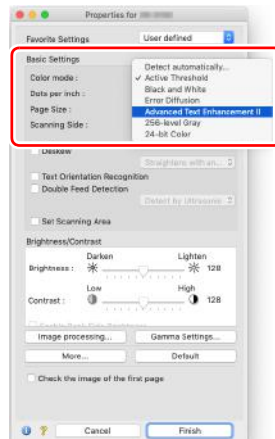 Properties for
Favorite Settings
User defined
Basic Settings
Color mode :
Dots per inch :
Page Size :
Scanning Side :
Detect automatically...
✓ Active Threshold
Black and White
Error Diffusion
Advanced Text Enhancement II
256-level Gray
24-bit Color
Deskew
Straightens with an...
Text Orientation Recognition
Double Feed Detection
Detect by Ultrasonic
Set Scanning Area
Brightness/Contrast
Darken Lighten
Brightness : 128
Low High
Contrast : 128
Image processing... Gamma Settings...
More... Default
Check the image of the first page
? Cancel Finish